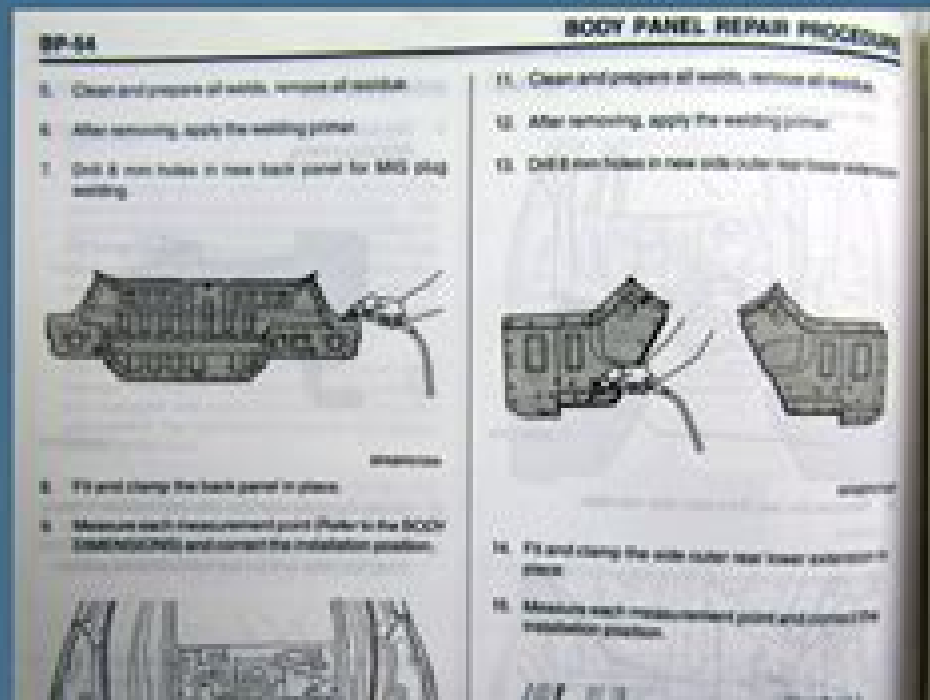 BP-54
BODY PANEL REPAIR PROCEDURE
5. Clean and prepare all welds, remove all residue.
6. After removing, apply the welding primer.
7. Drill 8 mm holes in new back panel for MIG plug
welding.
8. Fit and clamp the back panel in place.
9. Measure each measurement point (Refer to the BODY
DIMENSIONS) and correct the installation position.
11. Clean and prepare all welds, remove all residue.
12. After removing, apply the welding primer.
13. Drill 8 mm holes in new side outer rear lower extension
14. Fit and clamp the side outer rear lower extension in
place.
15. Measure each measurement point and correct the
installation position.